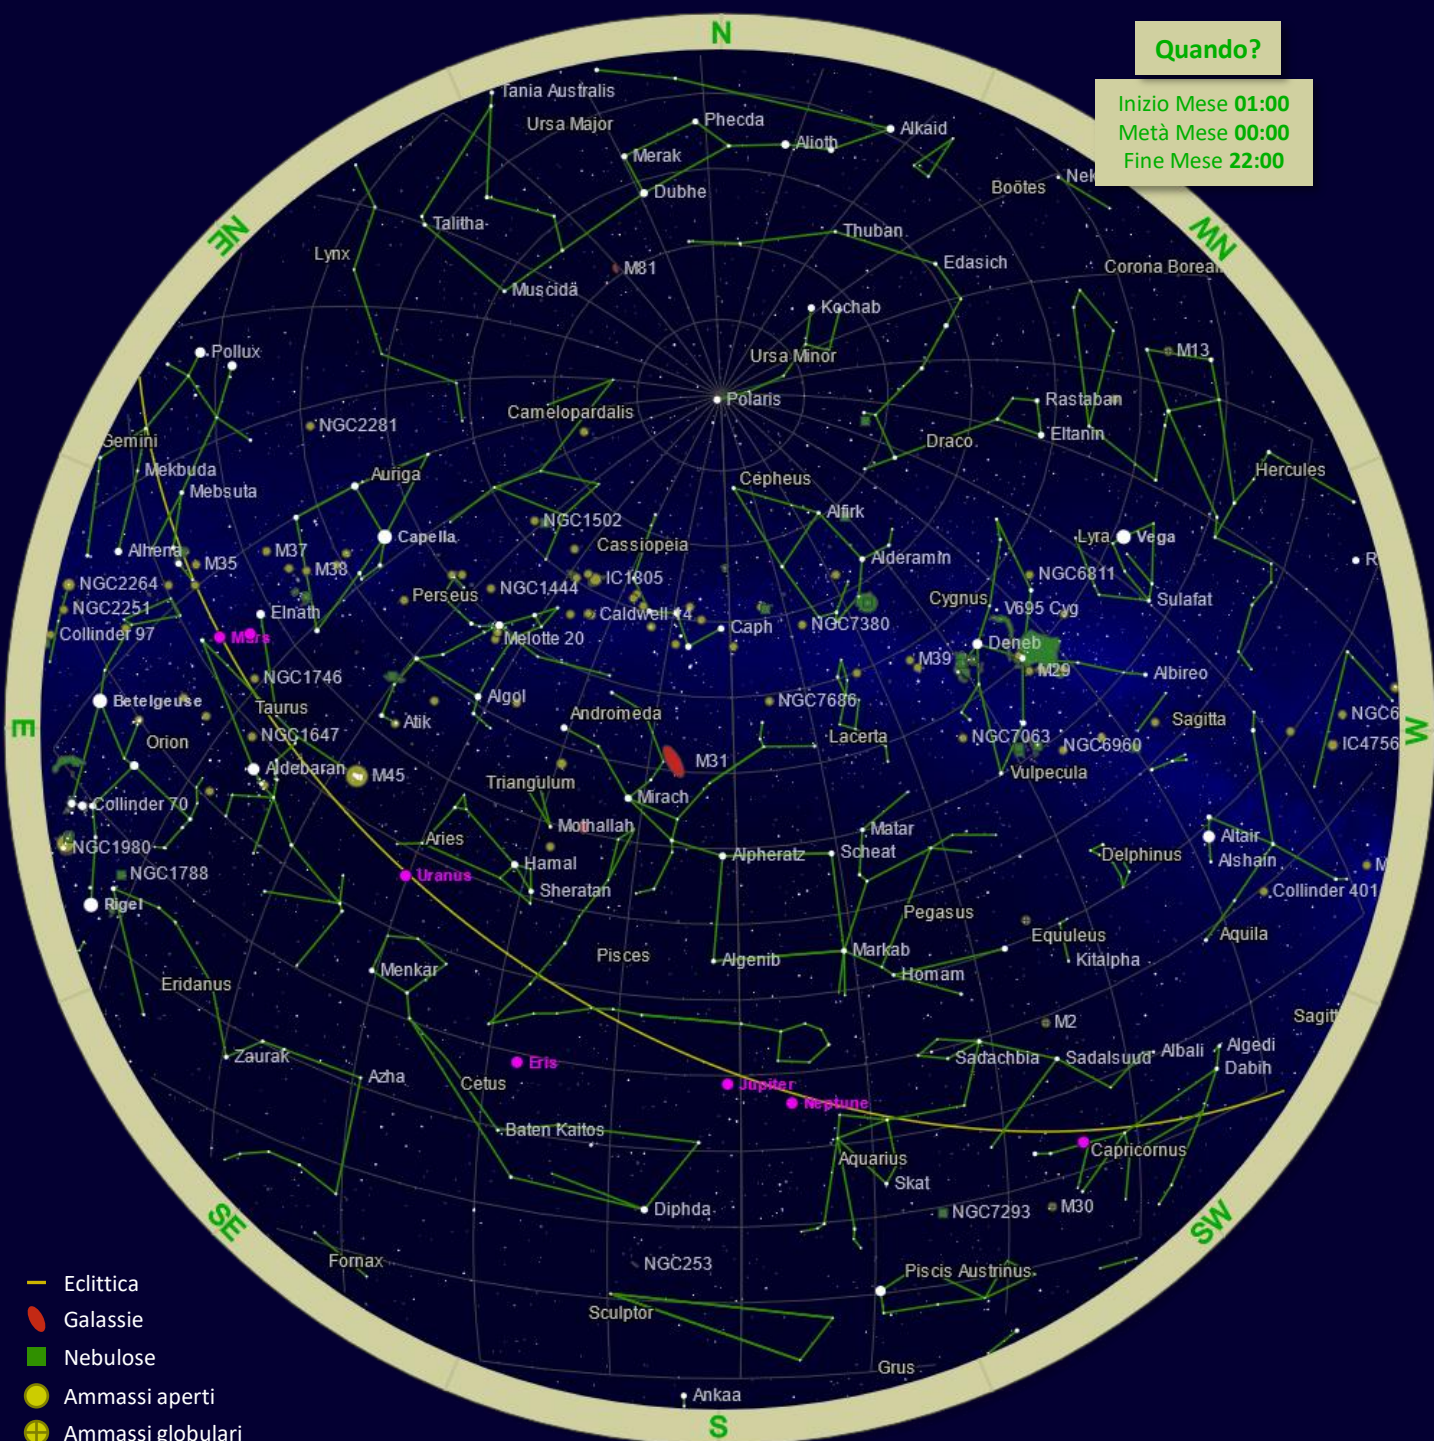 N
Quando?
Inizio Mese 01:00
Metà Mese 00:00
Fine Mese 22:00
Tania Australis
Ursa Major
Phecda
Alkaid
Alioth
Merak
Boötes
Dubhe
NE
NW
Talitha
Thuban
Lynx
Edasich
M81
Corona
Muscida
Kochab
Pollux
Ursa Minor
M13
Polaris
Rastaban
Camelopardalis
NGC2281
Eltanin
Gemini
Draco
Mekbuda
Auriga
Cepheus
Hercules
Mebsuta
Alfirk
NGC1502
Capella
Cassiopeia
Lyra
Vega
Alhena
M37
Alderamin
M35
M38
IC1805
NGC6811
R
NGC2264
NGC1444
Perseus
Cygnus
Sulafat
NGC2251
Elnath
Caldwell 14
V695 Cyg
Collinder 97
Mars
Melotte 20
Caph
NGC7380
Deneb
M39
M29
NGC1746
Albireo
Betelgeuse
Algol
NGC7686
Taurus
Andromeda
Atik
Sagitta
E
Orion
NGC1647
Lacerta
NGC7063
NGC6960
IC4756
W
M31
Aldebaran
M45
Triangulum
Vulpecula
Mirach
Collinder 70
Mothallah
Matar
Aries
Altair
NGC1980
Alpheratz
Scheat
Delphinus
Alshain
Hamal
NGC1788
Uranus
Sheratan
Collinder 401
Rigel
Pegasus
Equuleus
Aquila
Pisces
Algenib
Markab
Kitalpha
Menkar
Homam
Eridanus
M2
Zaurak
Sadachbia
Sadalsuud
Albali
Algedi
Eris
Dabih
Azha
Cetus
Jupiter
Neptune
Baten Kaitos
Capricornus
Aquarius
Skat
SE
Diphda
NGC7293
M30
SW
Fornax
NGC253
Piscis Austrinus
Eclittica
Sculptor
Galassie
Nebulose
Grus
Ammassi aperti
Ankaa
S
Ammassi globulari